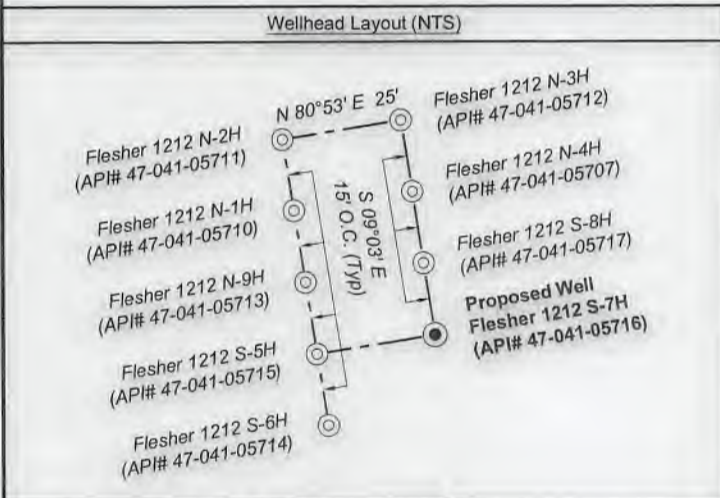 Wellhead Layout (NTS)
N 80°53' E 25'
Flesher 1212 N-3H
(API# 47-041-05712)
Flesher 1212 N-2H
(API# 47-041-05711)
Flesher 1212 N-4H
(API# 47-041-05707)
Flesher 1212 N-1H
(API# 47-041-05710)
S 09°03' E
15' O.C. (Typ)
Flesher 1212 S-8H
(API# 47-041-05717)
Flesher 1212 N-9H
(API# 47-041-05713)
Proposed Well
Flesher 1212 S-7H
(API# 47-041-05716)
Flesher 1212 S-5H
(API# 47-041-05715)
Flesher 1212 S-6H
(API# 47-041-05714)